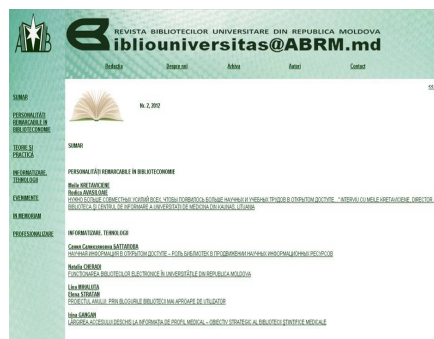 REVISTA BIBLIOTECILOR UNIVERSITARE DIN REPUBLICA MOLDOVA
Bibliouniversitas@ABRM.md
Redactia Despre noi Arhiva Autori Contact
<<
Nr. 2, 2012
SUMAR
PERSONALITĂȚI
REMARCABILE ÎN
BIBLIOTECONOMIE
TEORIE ȘI
PRACTICĂ
INFORMATIZARE.
TEHNOLOGII
EVENIMENTE
IN MEMORIAM
PROFESIONALIZARE
SUMAR
PERSONALITĂȚI REMARCABILE ÎN BIBLIOTECONOMIE
Meile KRETAVICIENE
Rodica AVASILOAIE
НУЖНО БОЛЬШЕ СОВМЕСТНЫХ УСИЛИЙ ВСЕХ, ЧТОБЫ ПОЯВИЛОСЬ БОЛЬШЕ НАУЧНЫХ И УЧЕБНЫХ ТРУДОВ В ОТКРЫТОМ ДОСТУПЕ..." INTERVIU CU MEILE KRETAVICIENE, DIRECTOR,
BIBLIOTECA ȘI CENTRUL DE INFORMARE A UNIVERSITĂȚII DE MEDICINA DIN KAUNAS, LITUANIA
INFORMATIZARE. TEHNOLOGII
Сания Салихзяновна БАТТАЛОВА
НАУЧНАЯ ИНФОРМАЦИЯ В ОТКРЫТОМ ДОСТУПЕ – РОЛЬ БИБЛИОТЕК В ПРОДВИЖЕНИИ НАУЧНЫХ ИНФОРМАЦИОННЫХ РЕСУРСОВ
Natalia CHERADI
FUNCȚIONAREA BIBLIOTECILOR ELECTRONICE ÎN UNIVERSITĂȚILE DIN REPUBLICA MOLDOVA
Lina MIHALUȚA
Elena STRATAN
PROIECTUL ANULUI: PRIN BLOGURILE BIBLIOTECII MAI APROAPE DE UTILIZATOR
Irina GANGAN
LĂRGIREA ACCESULUI DESCHIS LA INFORMAȚIA DE PROFIL MEDICAL – OBIECTIV STRATEGIC AL BIBLIOTECII ȘTIINȚIFICE MEDICALE